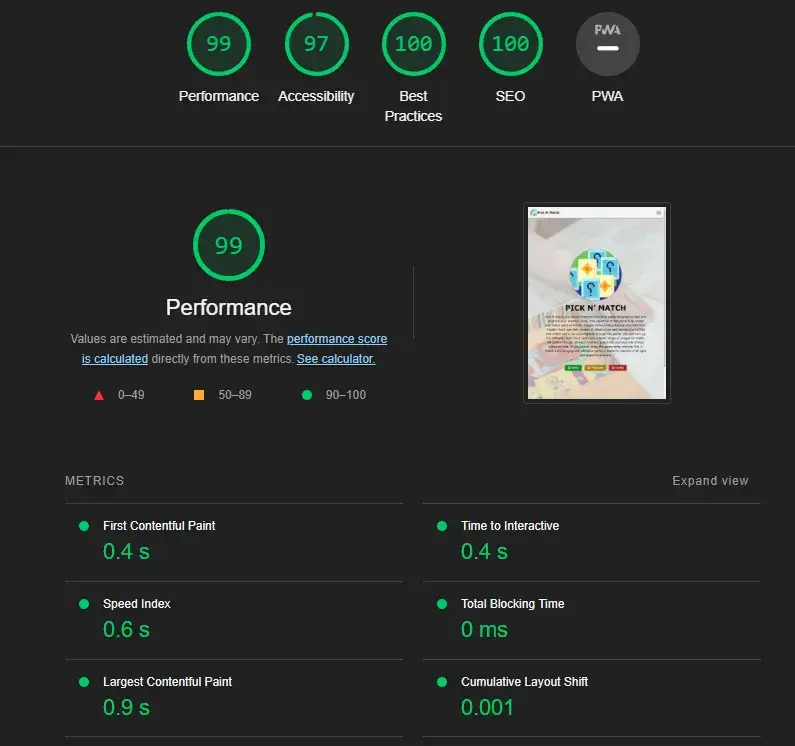 99
97
100
100
PWA
Performance
Accessibility
Best
Practices
SEO
PWA
99
Performance
Values are estimated and may vary. The performance score
is calculated directly from these metrics. See calculator.
0–49
50–89
90–100
Pick N' Match
PICK N' MATCH
METRICS
Expand view
First Contentful Paint
0.4 s
Time to Interactive
0.4 s
Speed Index
0.6 s
Total Blocking Time
0 ms
Largest Contentful Paint
0.9 s
Cumulative Layout Shift
0.001